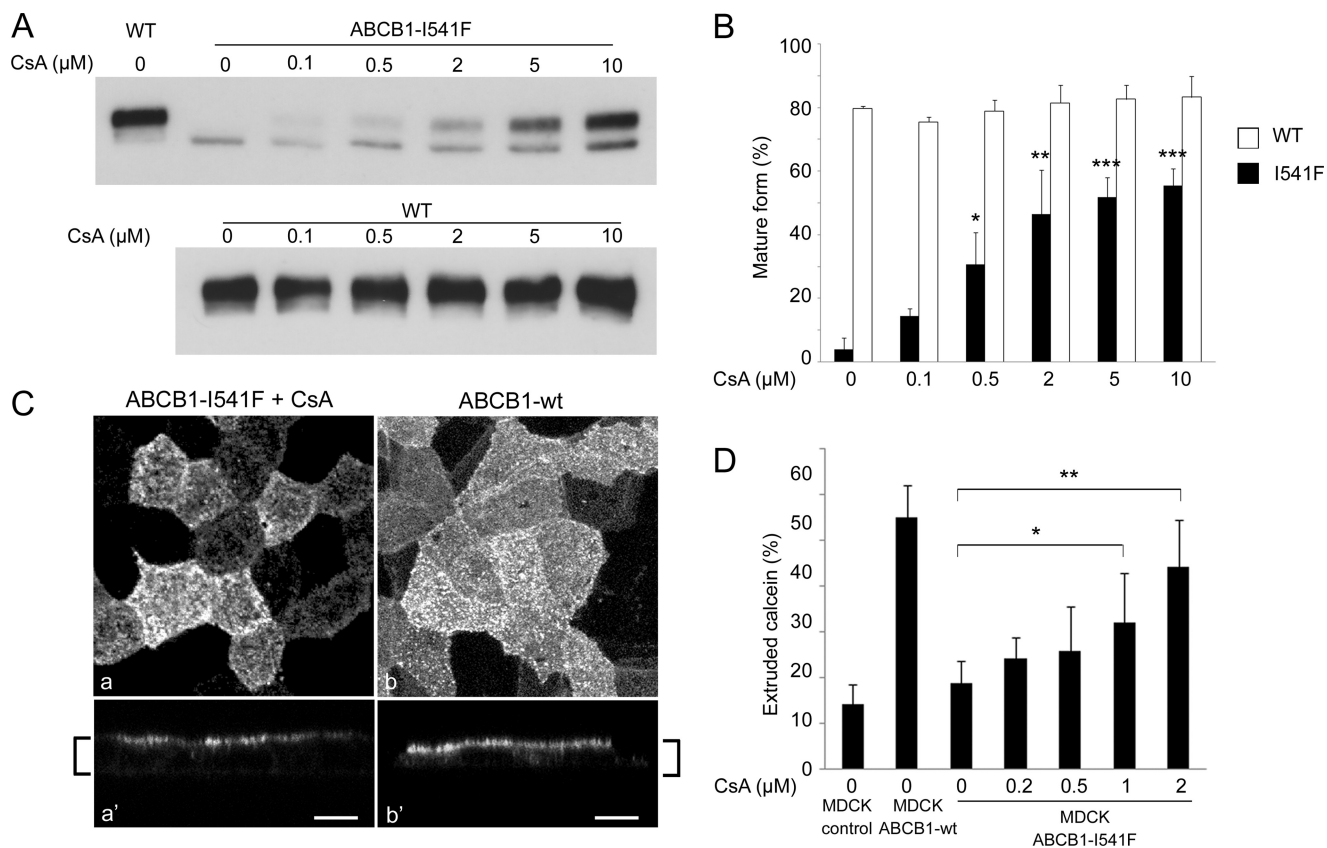 A
WT
ABCB1-I541F
CsA (µM)
0
0 0.1 0.5 2 5 10
WT
CsA (µM)
0 0.1 0.5 2 5 10
B
100
80
60
40
20
0
Mature form (%)
*
**
***
***
CsA (µM)
0 0.1 0.5 2 5 10
WT
I541F
C
ABCB1-I541F + CsA
ABCB1-wt
a
b
a’
b’
D
60
50
40
30
20
10
0
Extruded calcein (%)
**
*
CsA (µM)
0 0 0 0.2 0.5 1 2
MDCK
control
MDCK
ABCB1-wt
MDCK
ABCB1-I541F